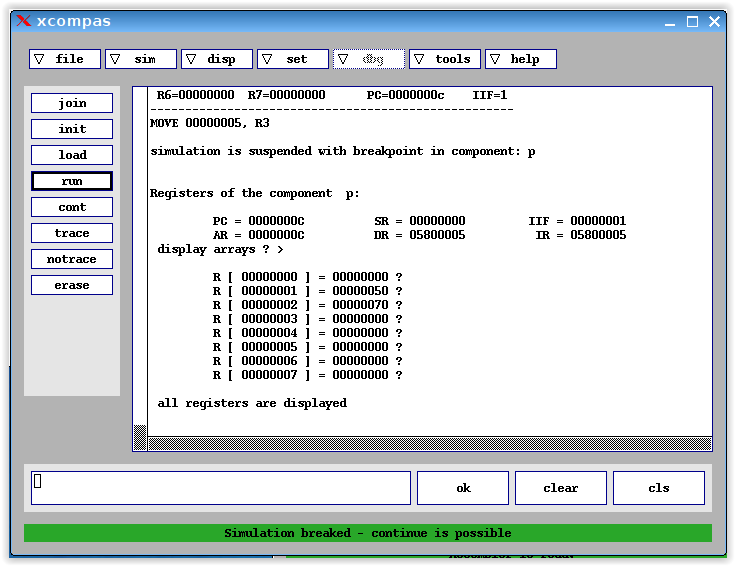 xcompas
file sim disp set dbg tools help
join
init
load
run
cont
trace
notrace
erase
R6=00000000 R7=00000000 PC=0000000c IIF=1
----------------------------------------------------
MOVE 00000005, R3
simulation is suspended with breakpoint in component: p
Registers of the component p:
PC = 0000000C SR = 00000000 IIF = 00000001
AR = 0000000C DR = 05800005 IR = 05800005
display arrays ? >
R [ 00000000 ] = 00000000 ?
R [ 00000001 ] = 00000050 ?
R [ 00000002 ] = 00000070 ?
R [ 00000003 ] = 00000000 ?
R [ 00000004 ] = 00000000 ?
R [ 00000005 ] = 00000000 ?
R [ 00000006 ] = 00000000 ?
R [ 00000007 ] = 00000000 ?
all registers are displayed
ok clear cls
Simulation breaked - continue is possible